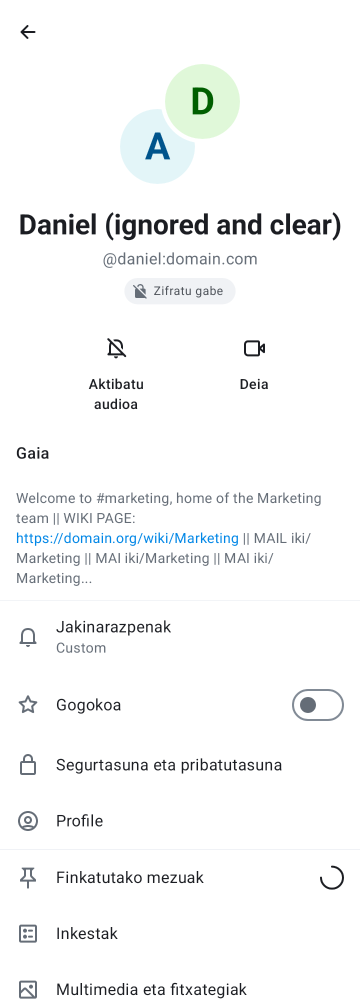 D
A
Daniel (ignored and clear)
@daniel:domain.com
Zifratu gabe
Aktibatu
audioa
Deia
Gaia
Welcome to #marketing, home of the Marketing
team || WIKI PAGE:
https://domain.org/wiki/Marketing || MAIL iki/
Marketing || MAI iki/Marketing || MAI iki/
Marketing...
Jakinarazpenak
Custom
Gogokoa
Segurtasuna eta pribatutasuna
Profile
Finkatutako mezuak
Inkestak
Multimedia eta fitxategiak